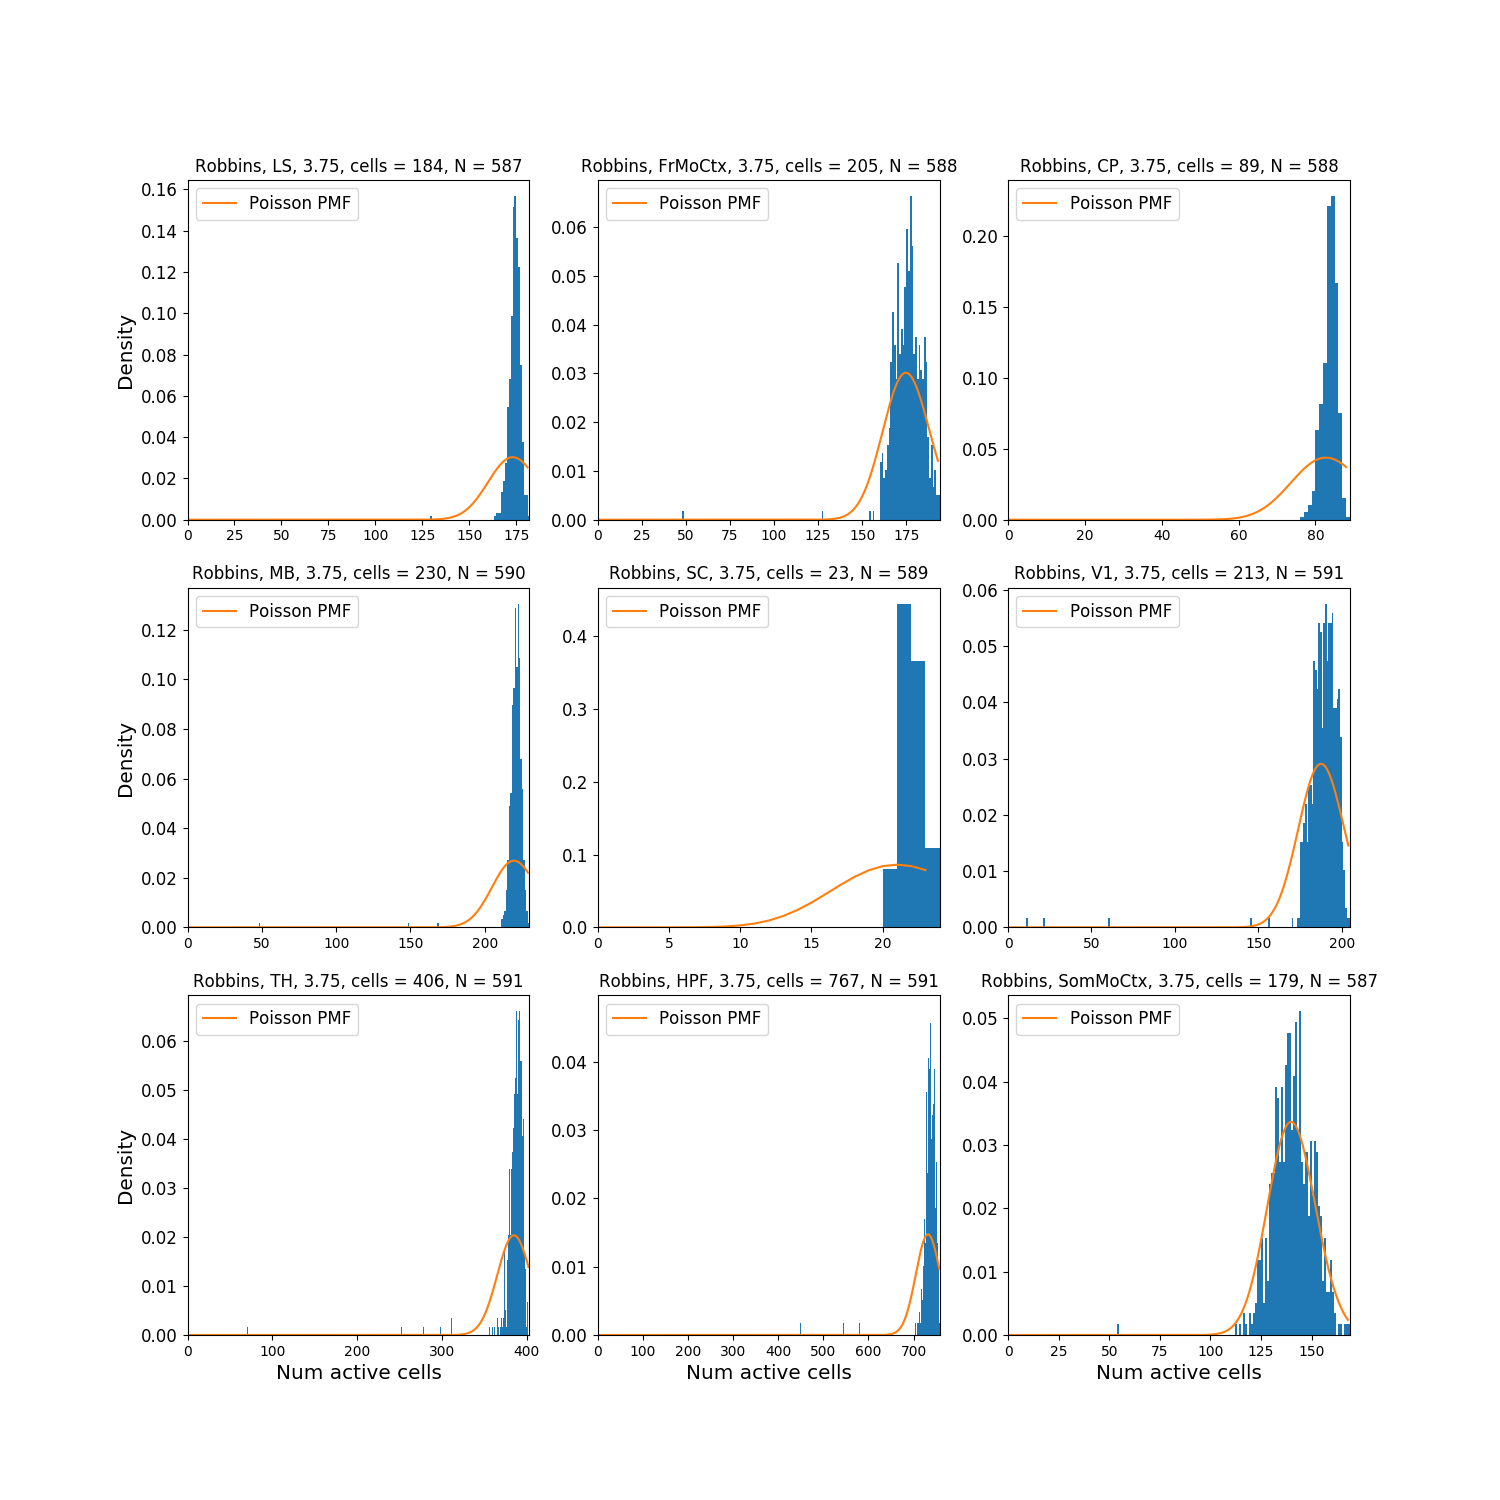 Robbins, LS, 3.75, cells = 184, N = 587
Poisson PMF
Density
0.16
0.14
0.12
0.10
0.08
0.06
0.04
0.02
0.00
0 25 50 75 100 125 150 175
Robbins, FrMoCtx, 3.75, cells = 205, N = 588
Poisson PMF
0.06
0.05
0.04
0.03
0.02
0.01
0.00
0 25 50 75 100 125 150 175
Robbins, CP, 3.75, cells = 89, N = 588
Poisson PMF
0.20
0.15
0.10
0.05
0.00
0 20 40 60 80
Robbins, MB, 3.75, cells = 230, N = 590
Poisson PMF
Density
0.12
0.10
0.08
0.06
0.04
0.02
0.00
0 50 100 150 200
Robbins, SC, 3.75, cells = 23, N = 589
Poisson PMF
0.4
0.3
0.2
0.1
0.0
0 5 10 15 20
Robbins, V1, 3.75, cells = 213, N = 591
Poisson PMF
0.06
0.05
0.04
0.03
0.02
0.01
0.00
0 50 100 150 200
Robbins, TH, 3.75, cells = 406, N = 591
Poisson PMF
Density
0.06
0.05
0.04
0.03
0.02
0.01
0.00
0 100 200 300 400
Num active cells
Robbins, HPF, 3.75, cells = 767, N = 591
Poisson PMF
0.04
0.03
0.02
0.01
0.00
0 100 200 300 400 500 600 700
Num active cells
Robbins, SomMoCtx, 3.75, cells = 179, N = 587
Poisson PMF
0.05
0.04
0.03
0.02
0.01
0.00
0 25 50 75 100 125 150
Num active cells